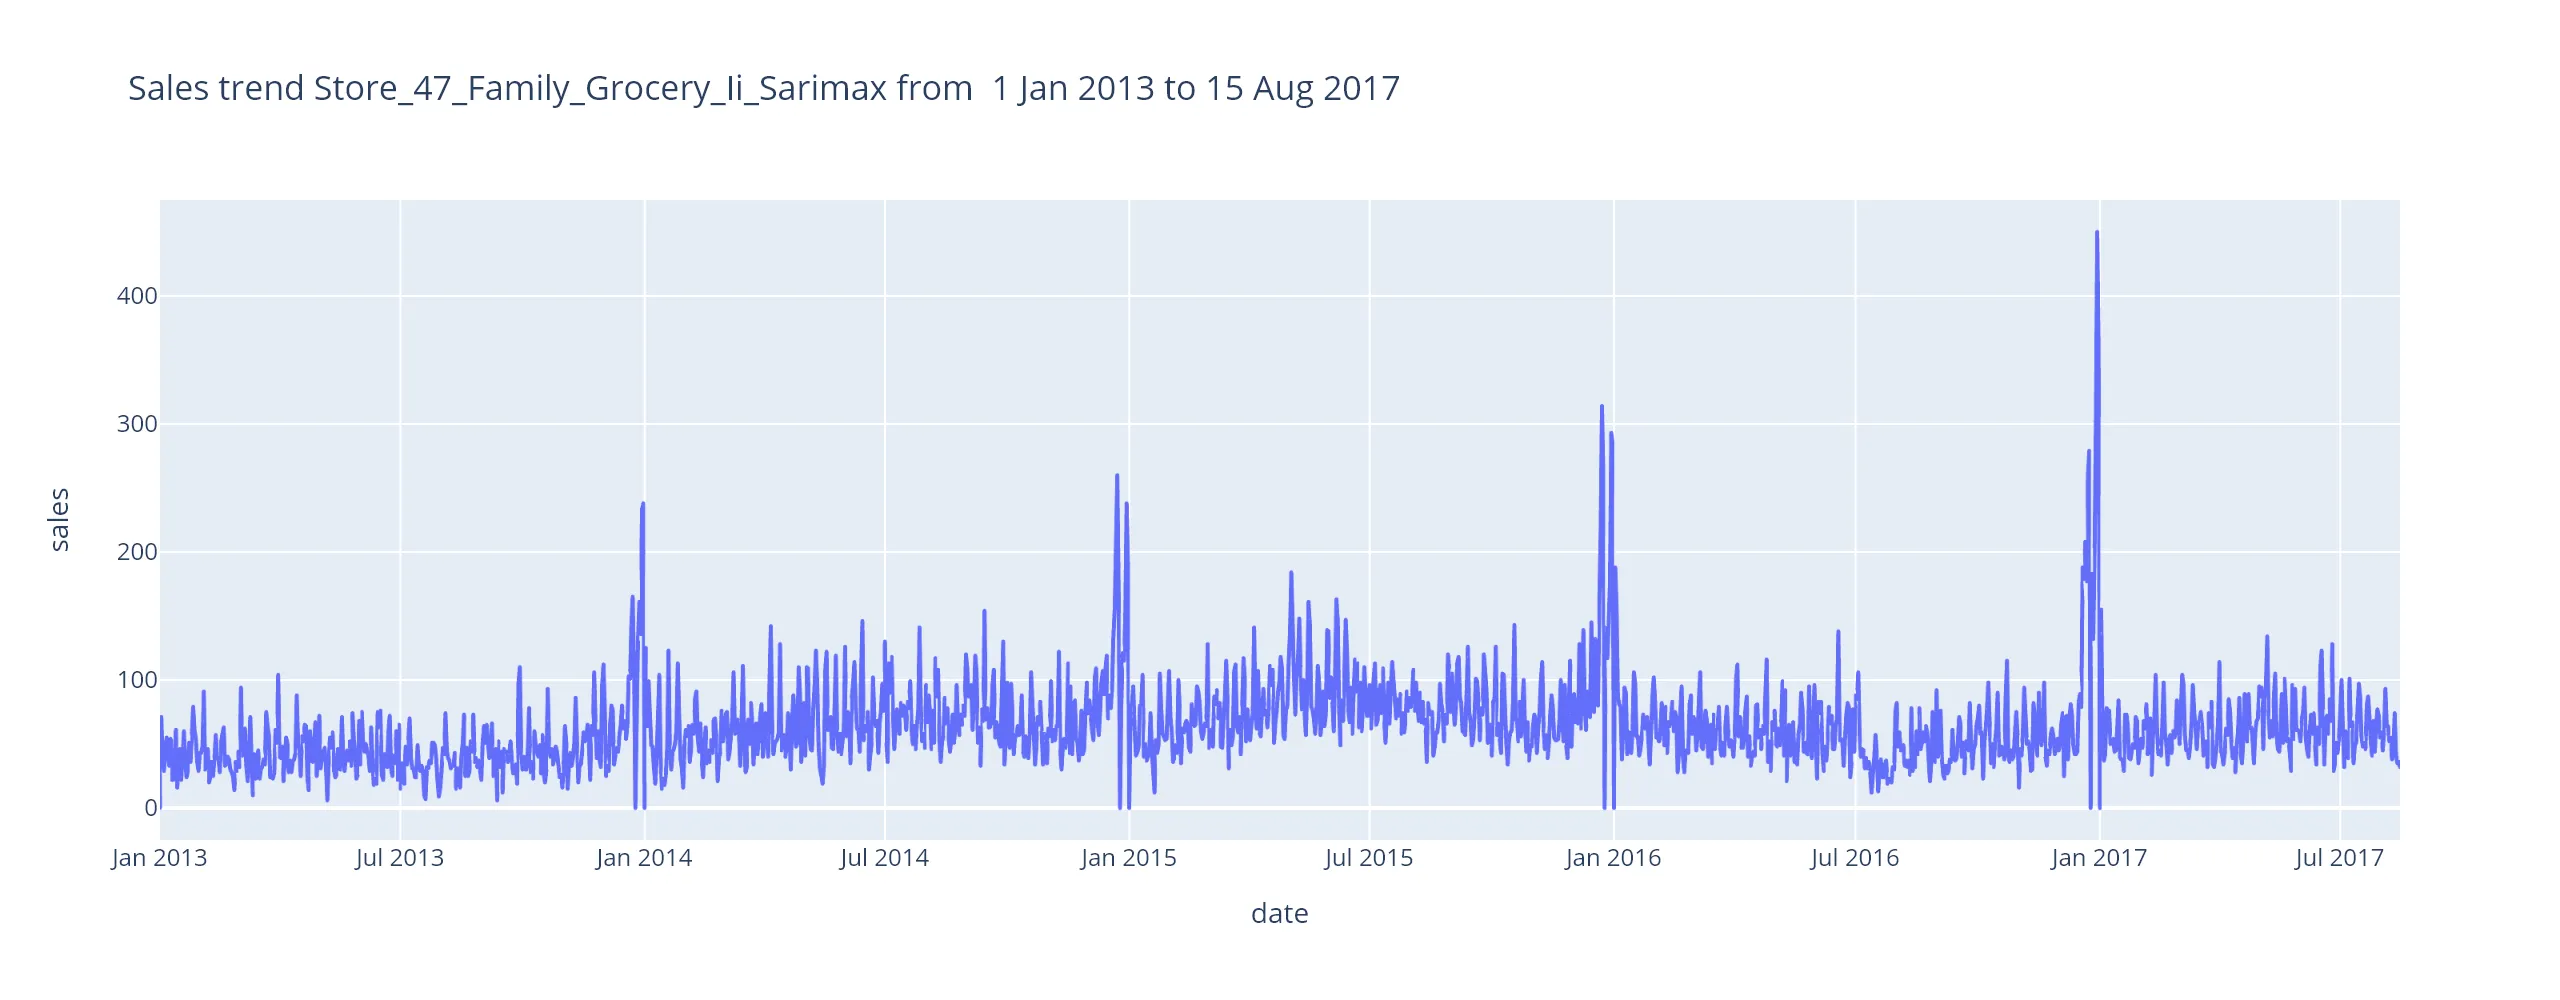 Sales trend Store_47_Family_Grocery_Ii_Sarimax from  1 Jan 2013 to 15 Aug 2017
sales
400
300
200
100
0
Jan 2013 Jul 2013 Jan 2014 Jul 2014 Jan 2015 Jul 2015 Jan 2016 Jul 2016 Jan 2017 Jul 2017
date